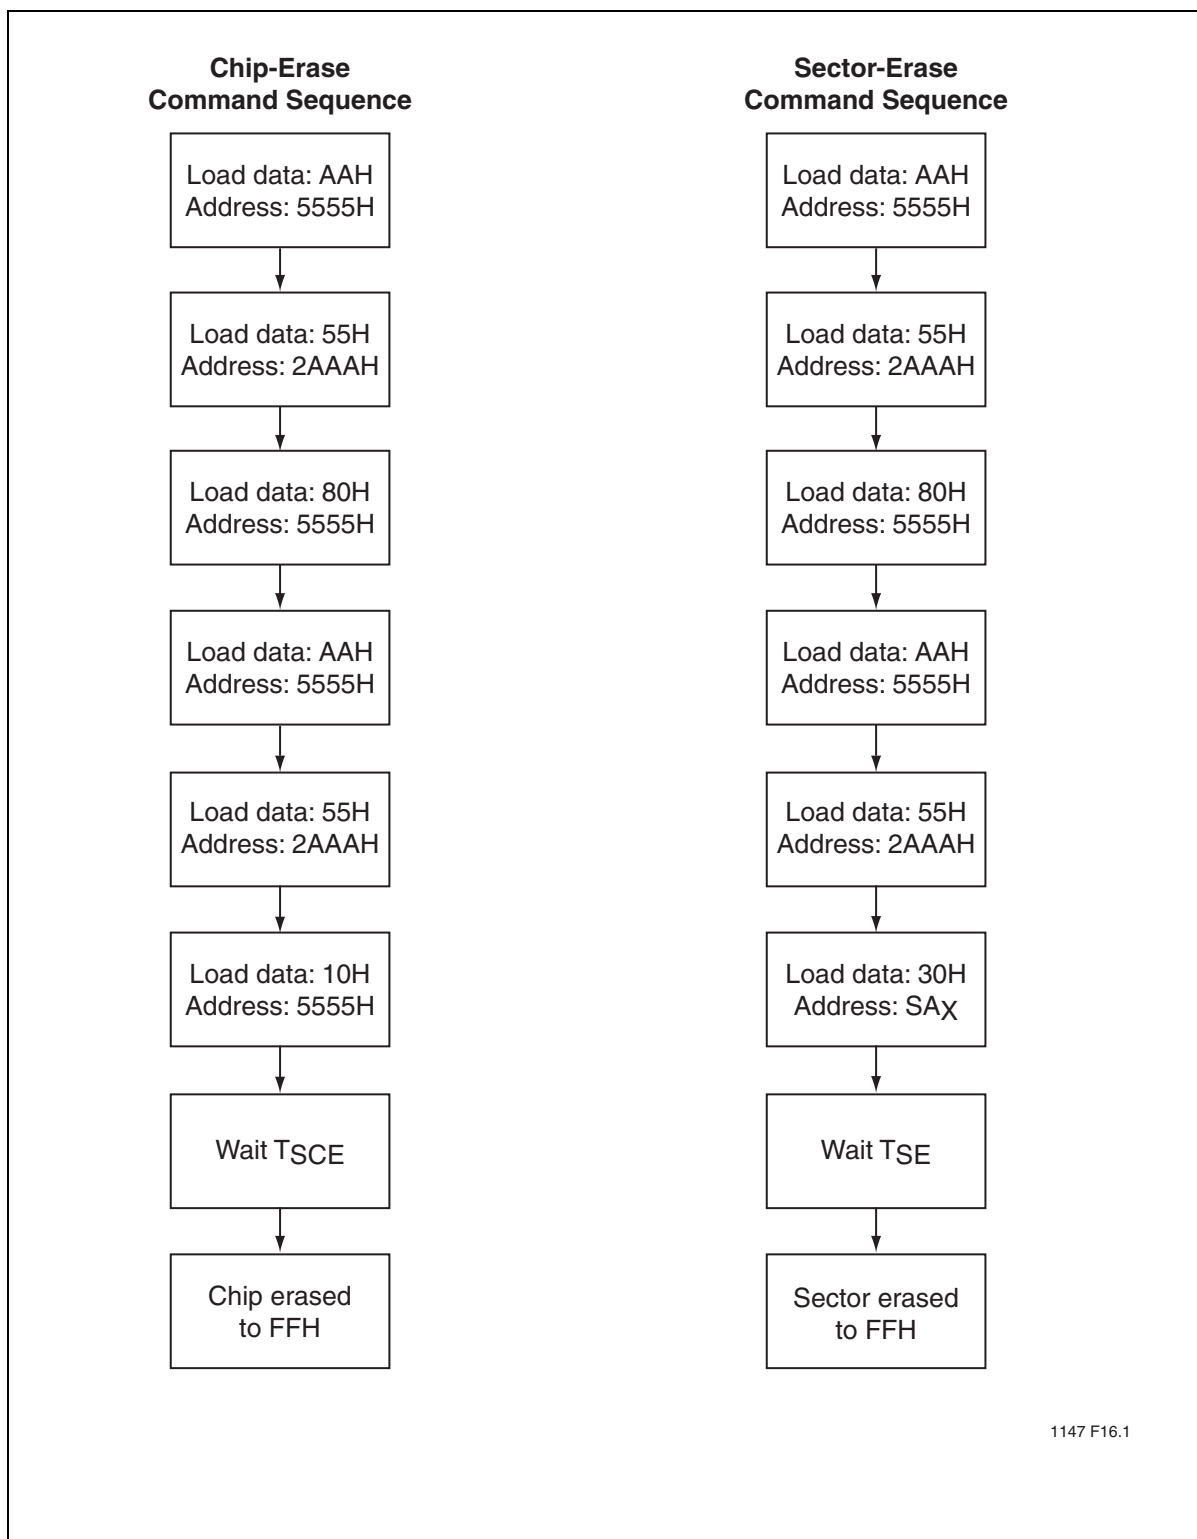 Chip-Erase
Command Sequence
Load data: AAH
Address: 5555H
Load data: 55H
Address: 2AAAH
Load data: 80H
Address: 5555H
Load data: AAH
Address: 5555H
Load data: 55H
Address: 2AAAH
Load data: 10H
Address: 5555H
Wait TSCE
Chip erased
to FFH
Sector-Erase
Command Sequence
Load data: AAH
Address: 5555H
Load data: 55H
Address: 2AAAH
Load data: 80H
Address: 5555H
Load data: AAH
Address: 5555H
Load data: 55H
Address: 2AAAH
Load data: 30H
Address: SAX
Wait TSE
Sector erased
to FFH
1147 F16.1